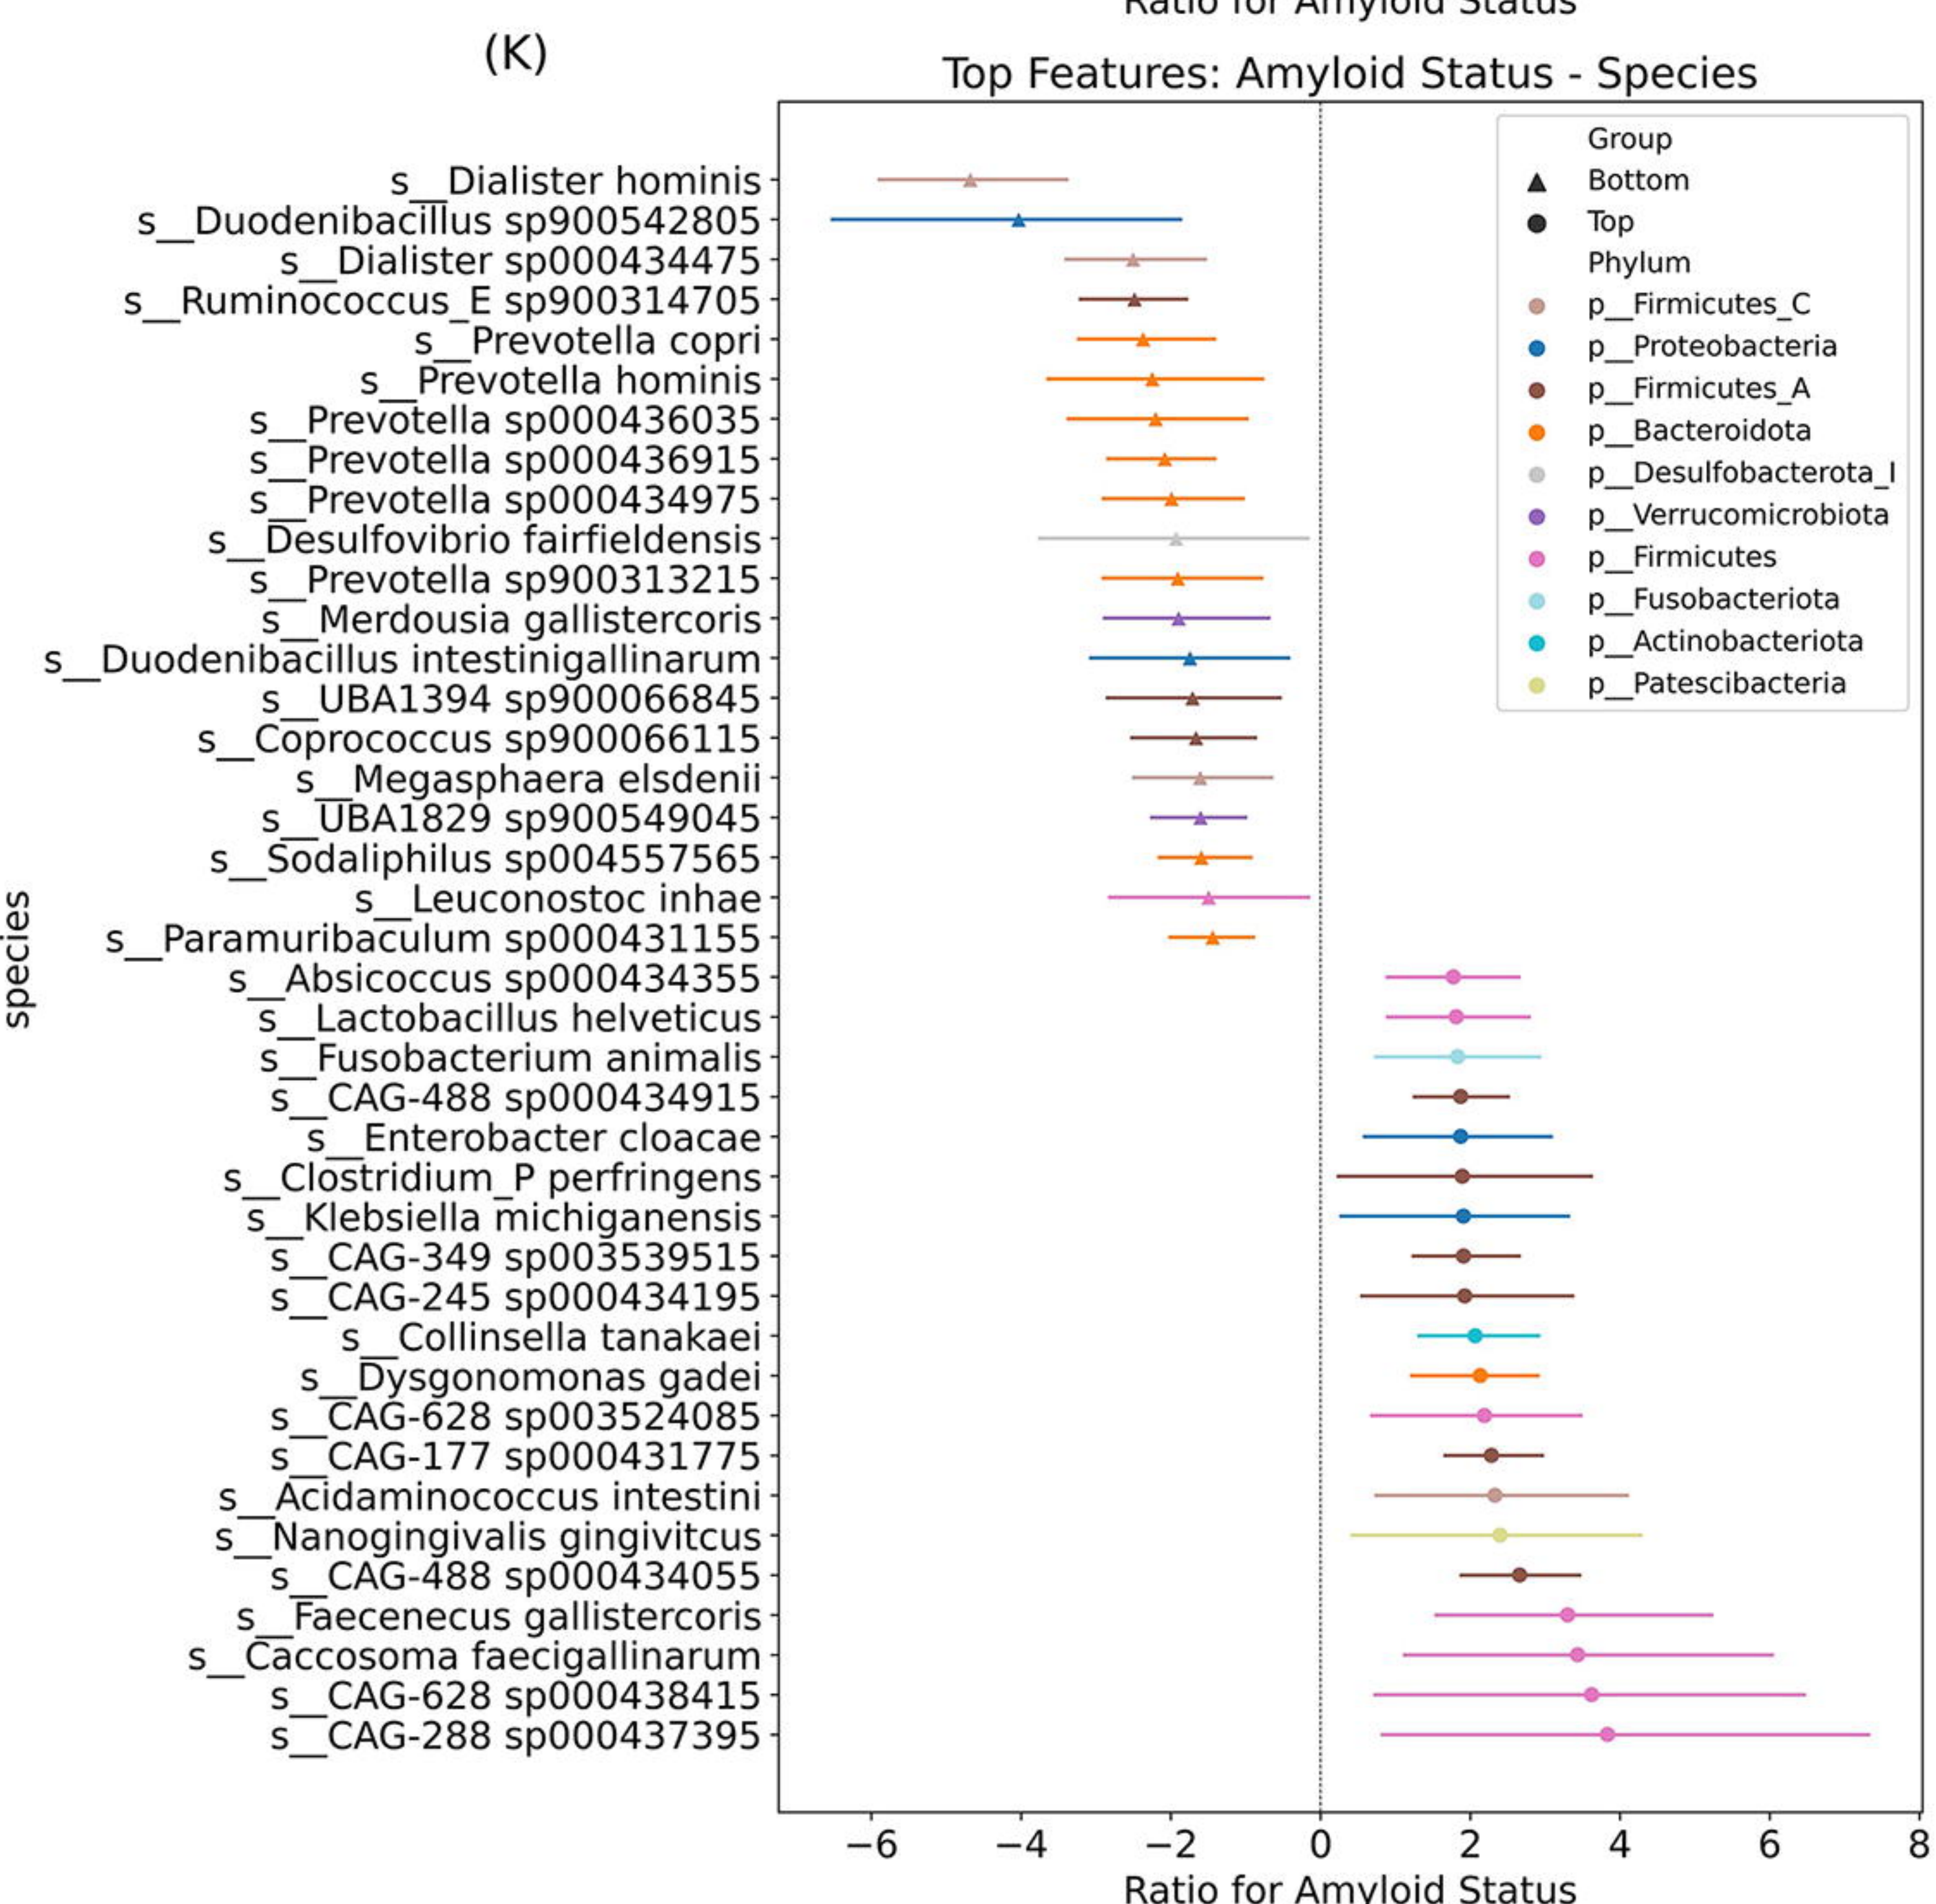 Ratio for Amyloid Status
(K)
Top Features: Amyloid Status - Species
Group
Bottom
Top
Phylum
p__Firmicutes_C
p__Proteobacteria
p__Firmicutes_A
p__Bacteroidota
p__Desulfobacterota_I
p__Verrucomicrobiota
p__Firmicutes
p__Fusobacteriota
p__Actinobacteriota
p__Patescibacteria
species
s__Dialister hominis
s__Duodenibacillus sp900542805
s__Dialister sp000434475
s__Ruminococcus_E sp900314705
s__Prevotella copri
s__Prevotella hominis
s__Prevotella sp000436035
s__Prevotella sp000436915
s__Prevotella sp000434975
s__Desulfovibrio fairfieldensis
s__Prevotella sp900313215
s__Merdousia gallistercoris
s__Duodenibacillus intestinigallinarum
s__UBA1394 sp900066845
s__Coprococcus sp900066115
s__Megasphaera elsdenii
s__UBA1829 sp900549045
s__Sodaliphilus sp004557565
s__Leuconostoc inhae
s__Paramuribaculum sp000431155
s__Absicoccus sp000434355
s__Lactobacillus helveticus
s__Fusobacterium animalis
s__CAG-488 sp000434915
s__Enterobacter cloacae
s__Clostridium_P perfringens
s__Klebsiella michiganensis
s__CAG-349 sp003539515
s__CAG-245 sp000434195
s__Collinsella tanakaei
s__Dysgonomonas gadei
s__CAG-628 sp003524085
s__CAG-177 sp000431775
s__Acidaminococcus intestini
s__Nanogingivalis gingivitcus
s__CAG-488 sp000434055
s__Faecenecus gallistercoris
s__Caccosoma faecigallinarum
s__CAG-628 sp000438415
s__CAG-288 sp000437395
−6 −4 −2 0 2 4 6 8
Ratio for Amyloid Status